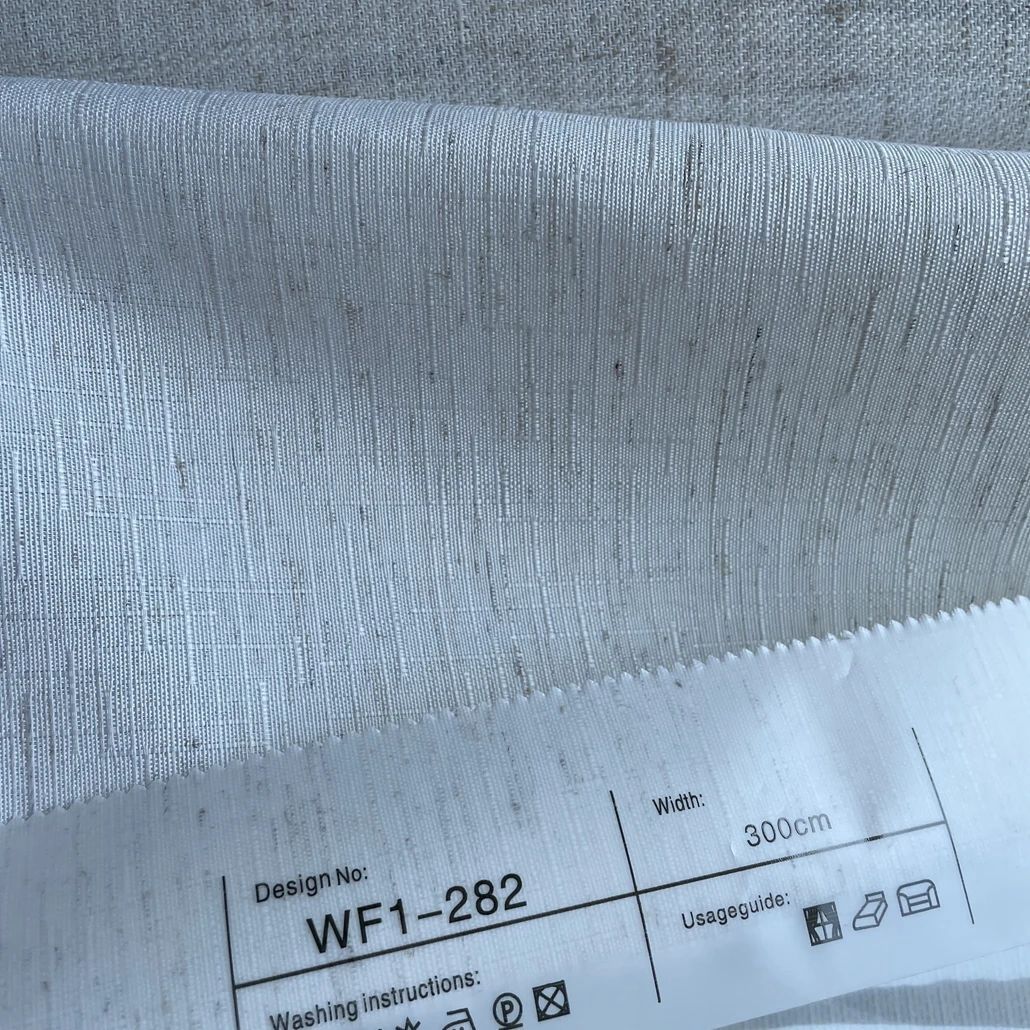 Design No:
WF1-282
Width:
300cm
Usageguide:
Washing instructions:
P